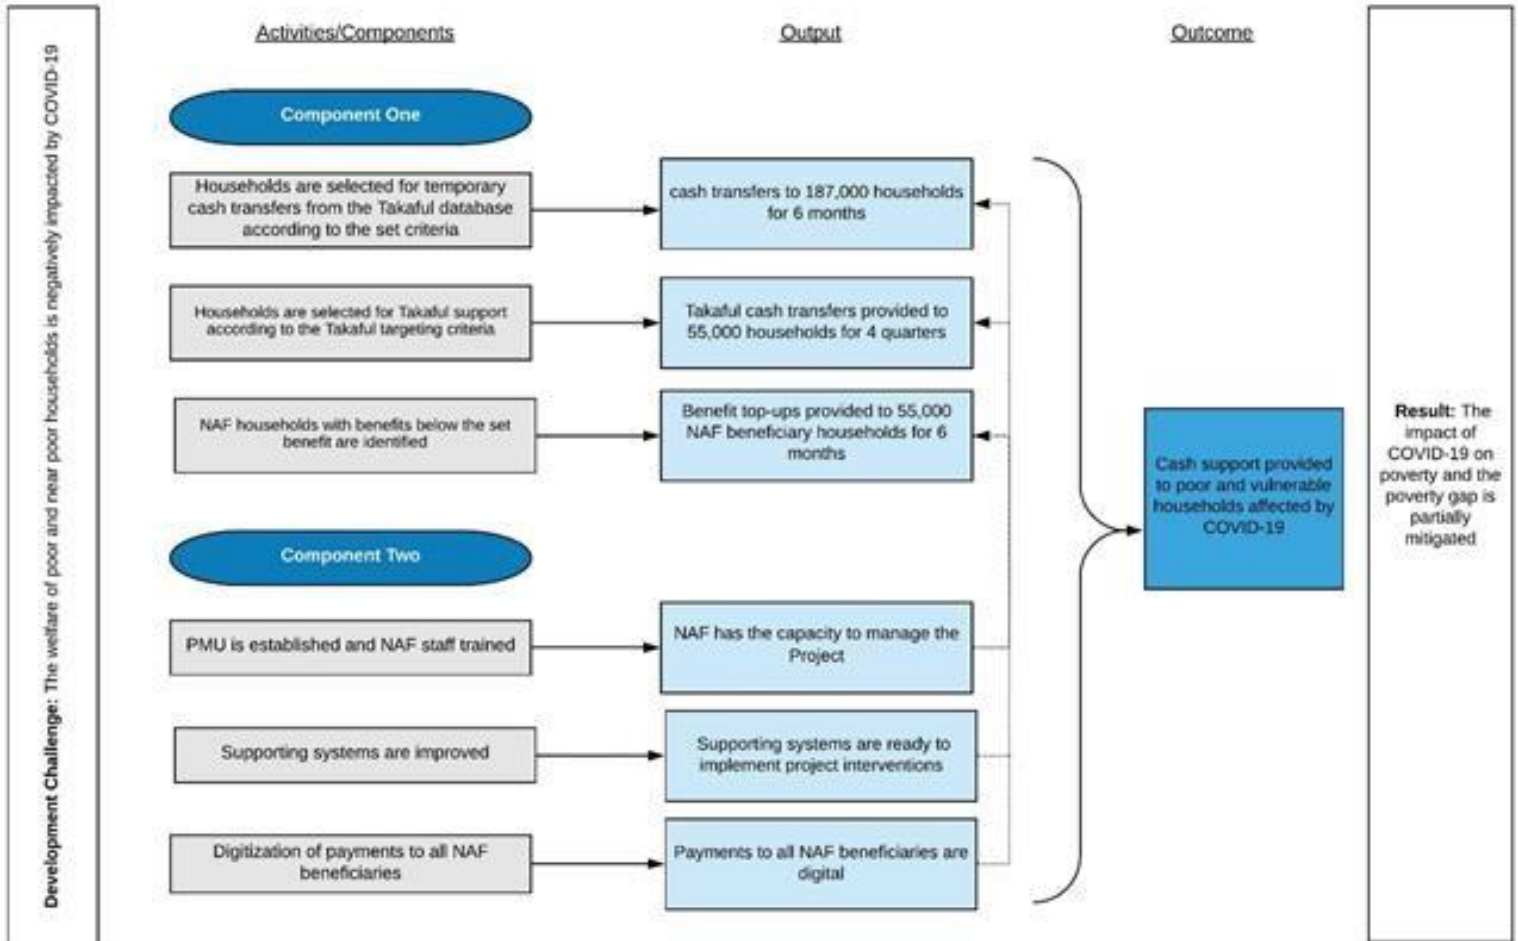 Development Challenge: The welfare of poor and near poor households is negatively impacted by COVID-19
Activities/Components
Output
Outcome
Component One
Households are selected for temporary
cash transfers from the Takaful database
according to the set criteria
cash transfers to 187,000 households
for 6 months
Households are selected for Takaful support
according to the Takaful targeting criteria
Takaful cash transfers provided to
55,000 households for 4 quarters
NAF households with benefits below the set
benefit are identified
Benefit top-ups provided to 55,000
NAF beneficiary households for 6
months
Component Two
PMU is established and NAF staff trained
NAF has the capacity to manage the
Project
Supporting systems are improved
Supporting systems are ready to
implement project interventions
Digitization of payments to all NAF
beneficiaries
Payments to all NAF beneficiaries are
digital
Cash support provided
to poor and vulnerable
households affected by
COVID-19
Result: The
impact of
COVID-19 on
poverty and the
poverty gap is
partially
mitigated